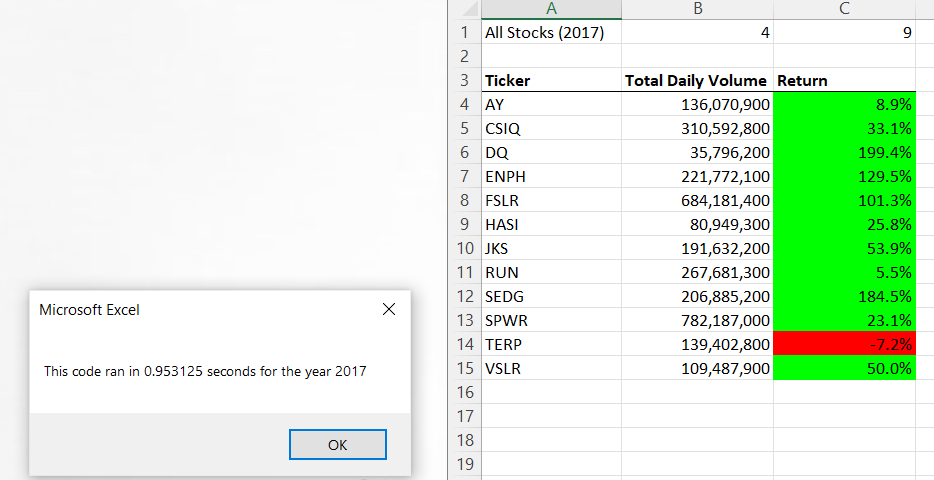 Microsoft Excel
This code ran in 0.953125 seconds for the year 2017
OK
A B C
1 All Stocks (2017) 4 9
2
3 Ticker Total Daily Volume Return
4 AY 136,070,900 8.9%
5 CSIQ 310,592,800 33.1%
6 DQ 35,796,200 199.4%
7 ENPH 221,772,100 129.5%
8 FSLR 684,181,400 101.3%
9 HASI 80,949,300 25.8%
10 JKS 191,632,200 53.9%
11 RUN 267,681,300 5.5%
12 SEDG 206,885,200 184.5%
13 SPWR 782,187,000 23.1%
14 TERP 139,402,800 -7.2%
15 VSLR 109,487,900 50.0%
16
17
18
19